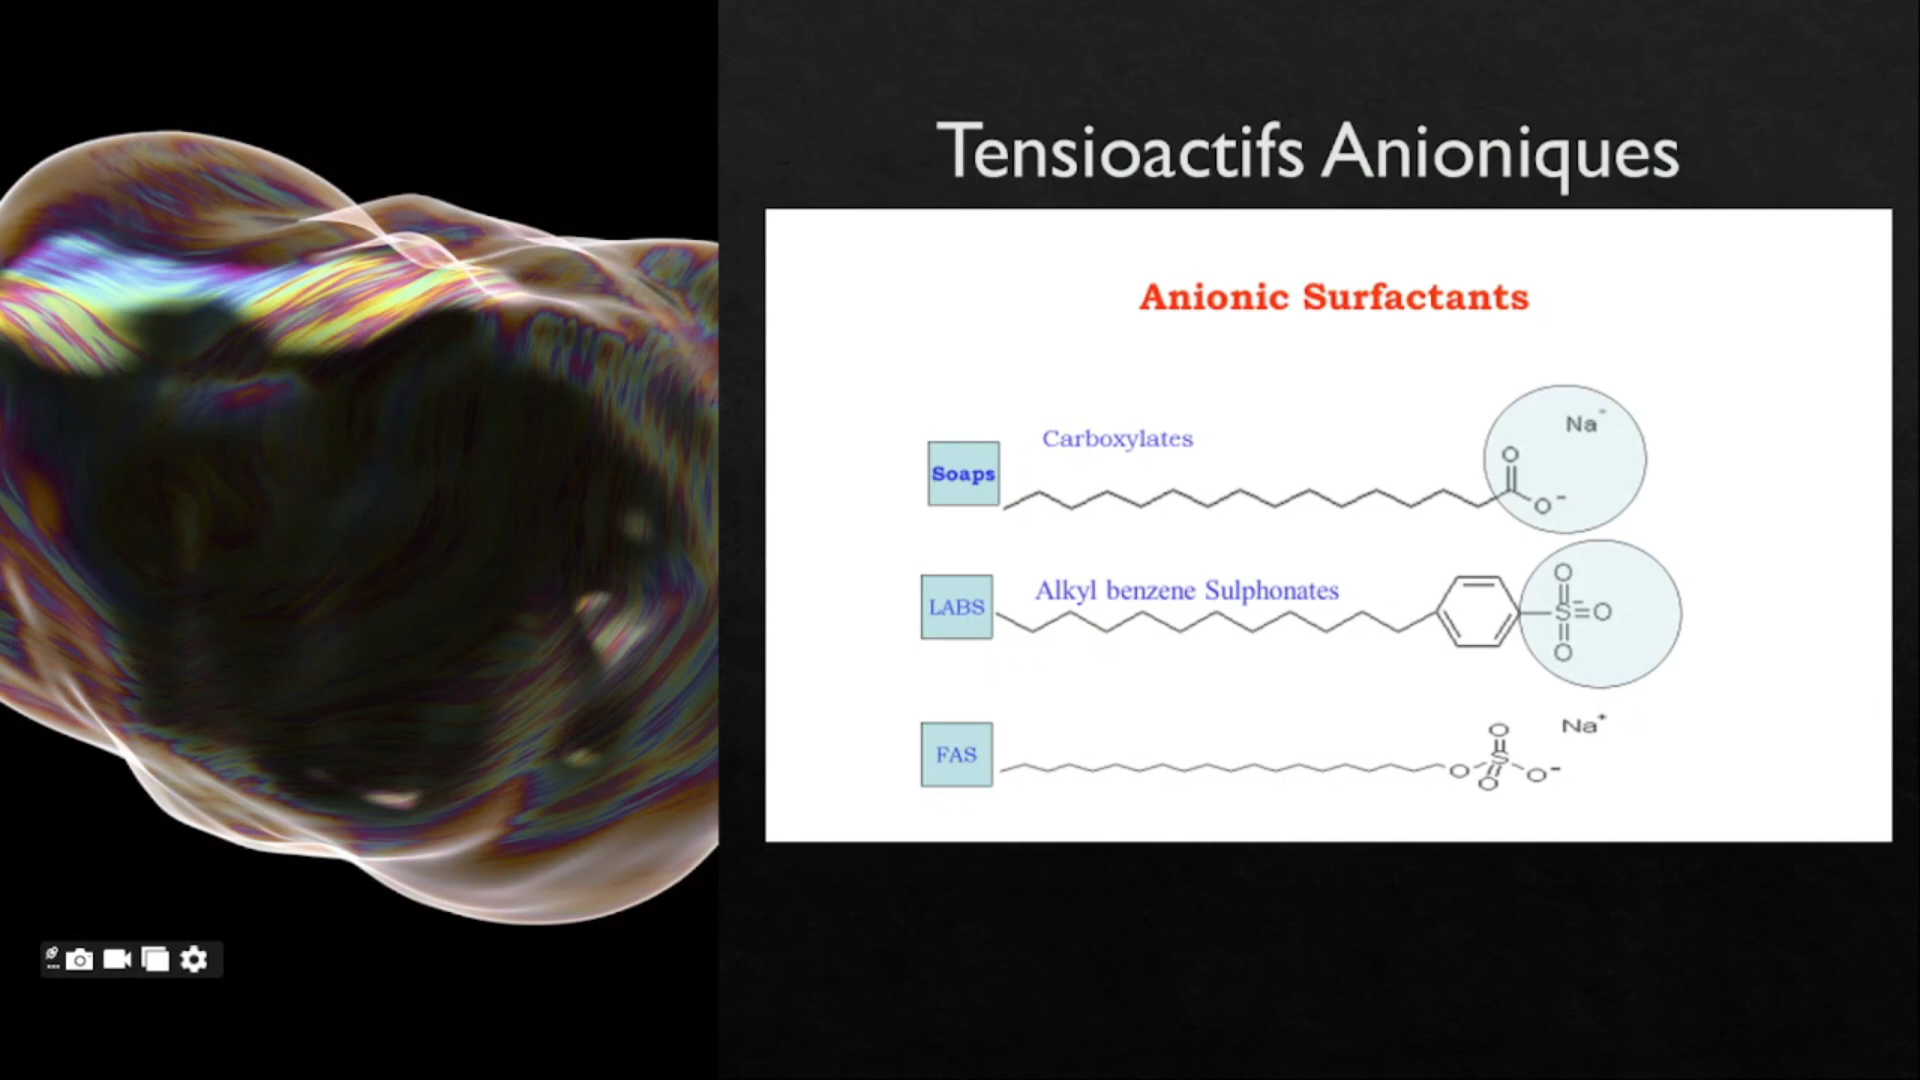 Tensioactifs Anioniques
Anionic Surfactants
Carboxylates
Na⁻
Soaps
O
O⁻
Alkyl benzene Sulphonates
LABS
O
S⁻=O
O
Na⁺
FAS
O
O S O⁻
O